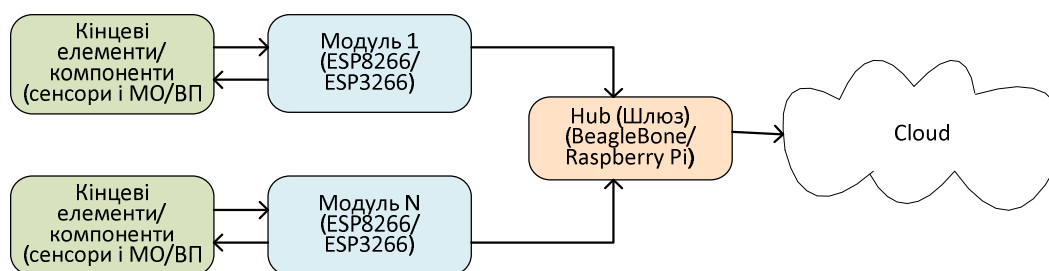 Кінцеві
елементи/
компоненти
(сенсори і МО/ВП
Модуль 1
(ESP8266/
ESP3266)
Hub (Шлюз)
(BeagleBone/
Raspberry Pi)
Cloud
Кінцеві
елементи/
компоненти
(сенсори і МО/ВП
Модуль N
(ESP8266/
ESP3266)